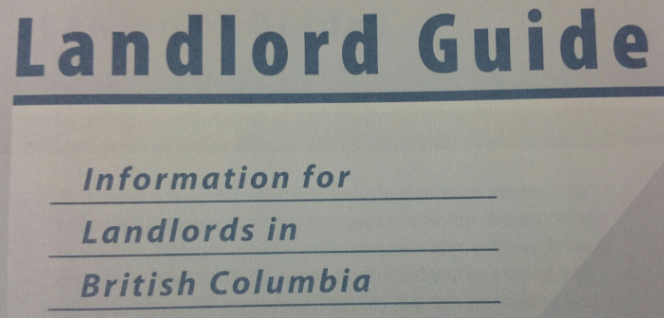 Landlord Guide
Information for
Landlords in
British Columbia